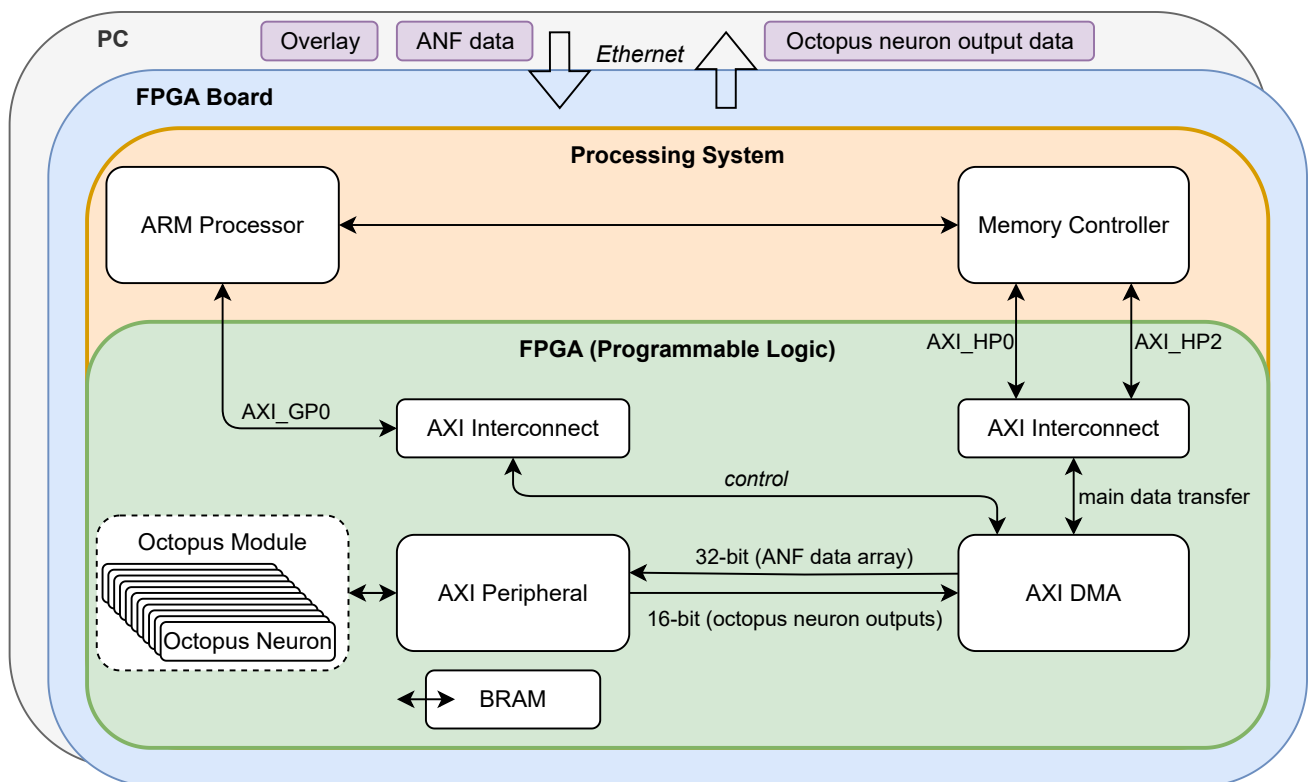 PC
Overlay
ANF data
Ethernet
Octopus neuron output data
FPGA Board
Processing System
ARM Processor
Memory Controller
FPGA (Programmable Logic)
AXI_HP0
AXI_HP2
AXI_GP0
AXI Interconnect
AXI Interconnect
control
main data transfer
Octopus Module
Octopus Neuron
AXI Peripheral
32-bit (ANF data array)
16-bit (octopus neuron outputs)
AXI DMA
BRAM